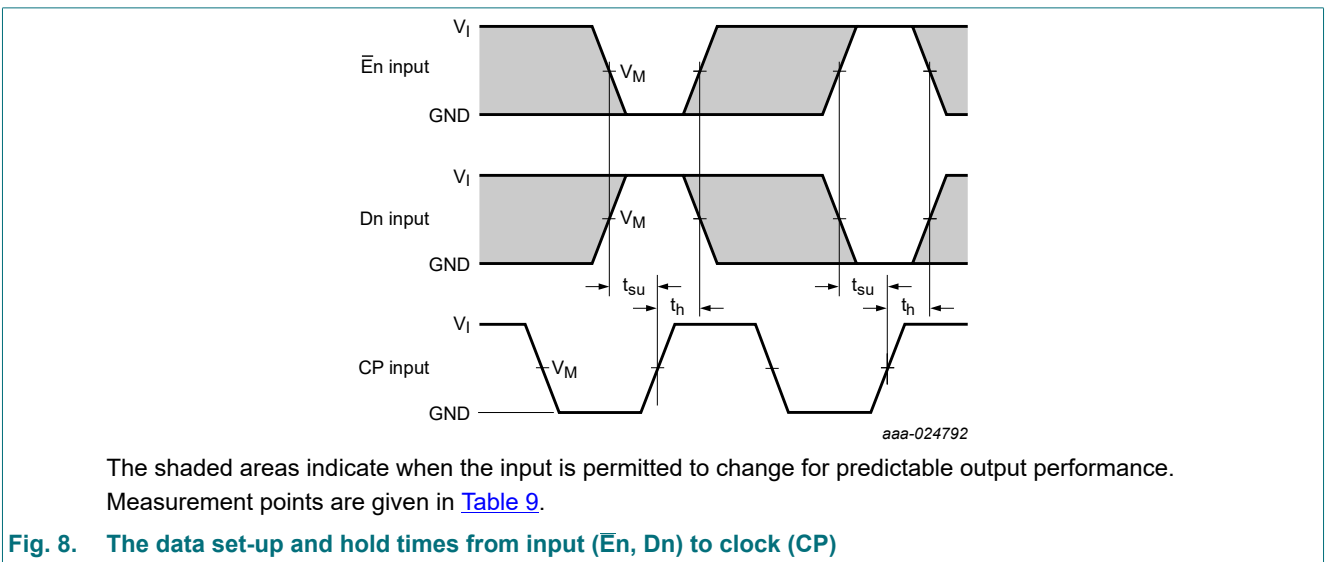 V_I
E̅n input
V_M
GND
V_I
Dn input
V_M
GND
t_su
t_su
t_h
t_h
V_I
CP input
V_M
GND
aaa-024792
The shaded areas indicate when the input is permitted to change for predictable output performance.
Measurement points are given in Table 9.
Fig. 8. The data set-up and hold times from input (E̅n, Dn) to clock (CP)